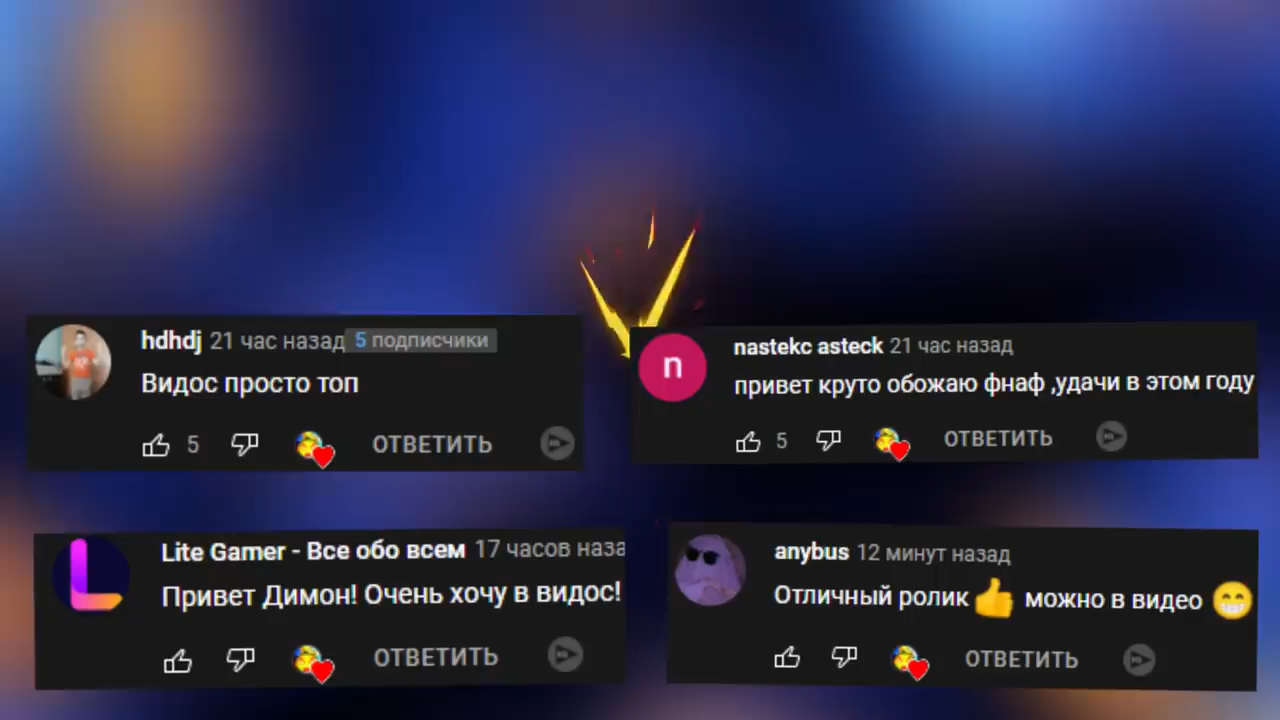 hdhdj 21 час назад 5 подписчики
Видос просто топ
5 ОТВЕТИТЬ
n
nastekc asteck 21 час назад
привет круто обожаю фнаф ,удачи в этом году
5 ОТВЕТИТЬ
Lite Gamer - Все обо всем 17 часов наза
Привет Димон! Очень хочу в видос!
ОТВЕТИТЬ
anybus 12 минут назад
Отличный ролик 👍 можно в видео 😁
ОТВЕТИТЬ